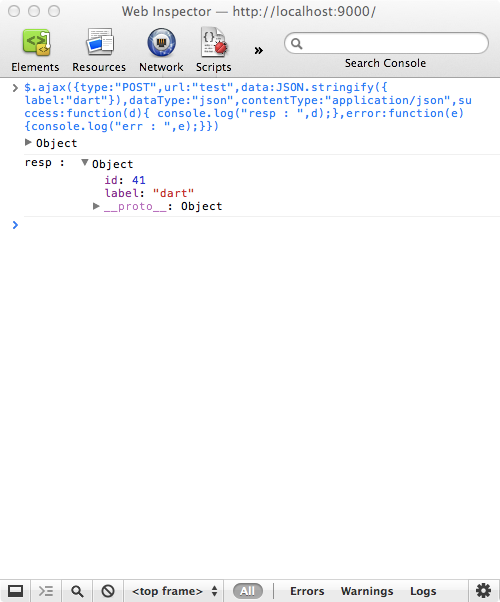 Web Inspector — http://localhost:9000/
Elements Resources Network Scripts » Search Console
> $.ajax({type:"POST",url:"test",data:JSON.stringify({
label:"dart"}),dataType:"json",contentType:"application/json",su
ccess:function(d){ console.log("resp : ",d);},error:function(e)
{console.log("err : ",e);}})
Object
resp : Object
id: 41
label: "dart"
__proto__: Object
>
<top frame> All Errors Warnings Logs